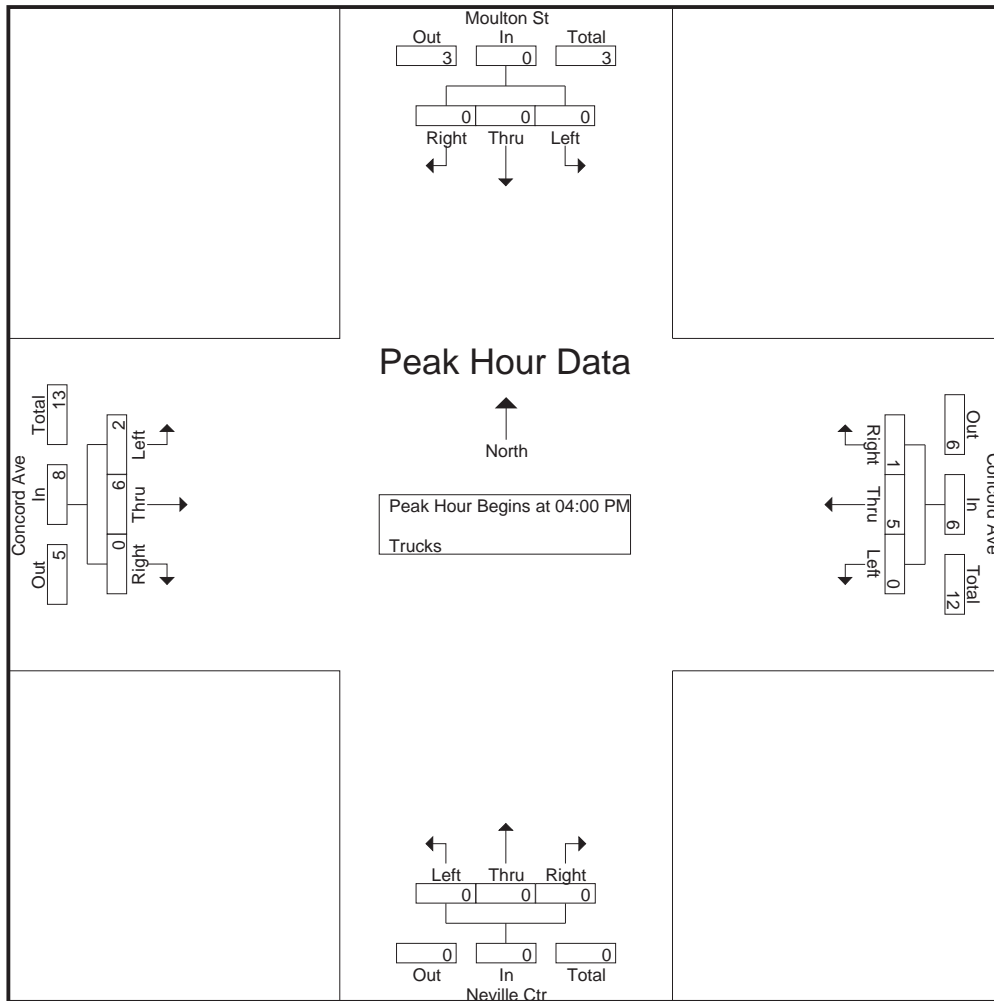 Moulton St
Out In Total
3 0 3
0 0 0
Right Thru Left
Peak Hour Data
North
Peak Hour Begins at 04:00 PM
Trucks
Concord Ave
Total In Out
13 8 5
2 6 0
Left Thru Right
Concord Ave
Out In Total
6 6 12
1 5 0
Right Thru Left
Left Thru Right
0 0 0
0 0 0
Out In Total
Neville Ctr